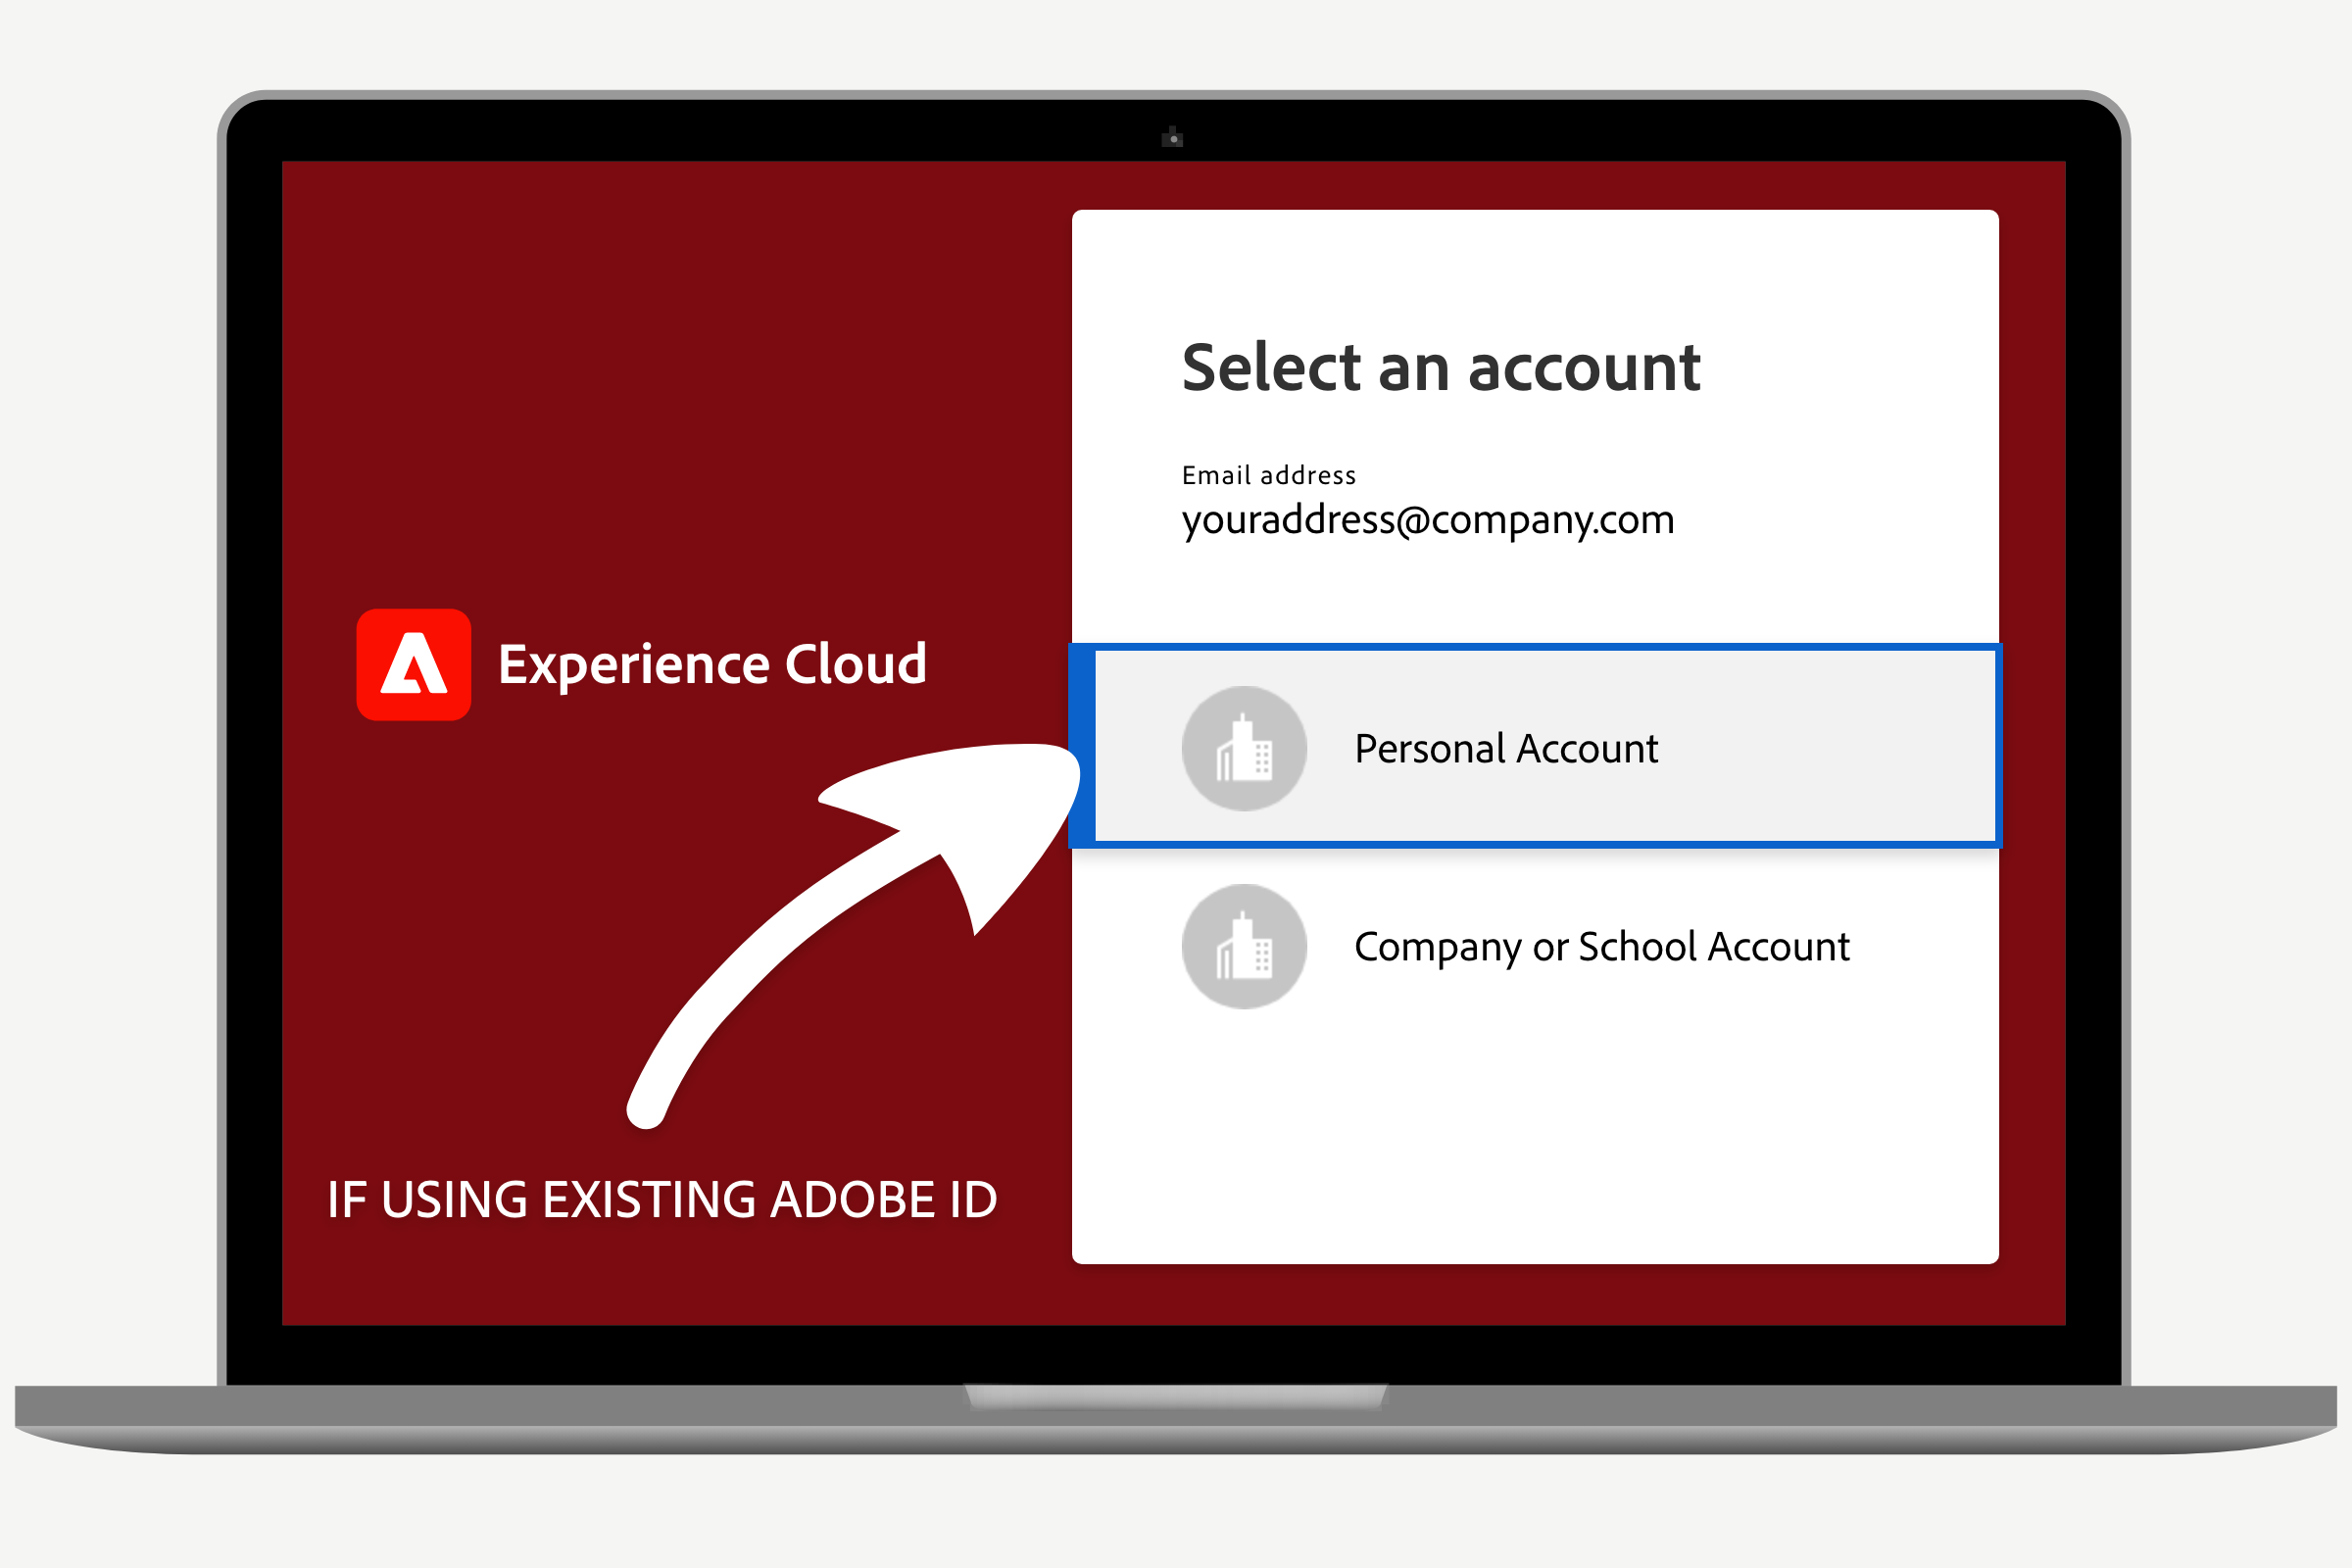 Experience Cloud
IF USING EXISTING ADOBE ID
Select an account
Email address
youraddress@company.com
Personal Account
Company or School Account